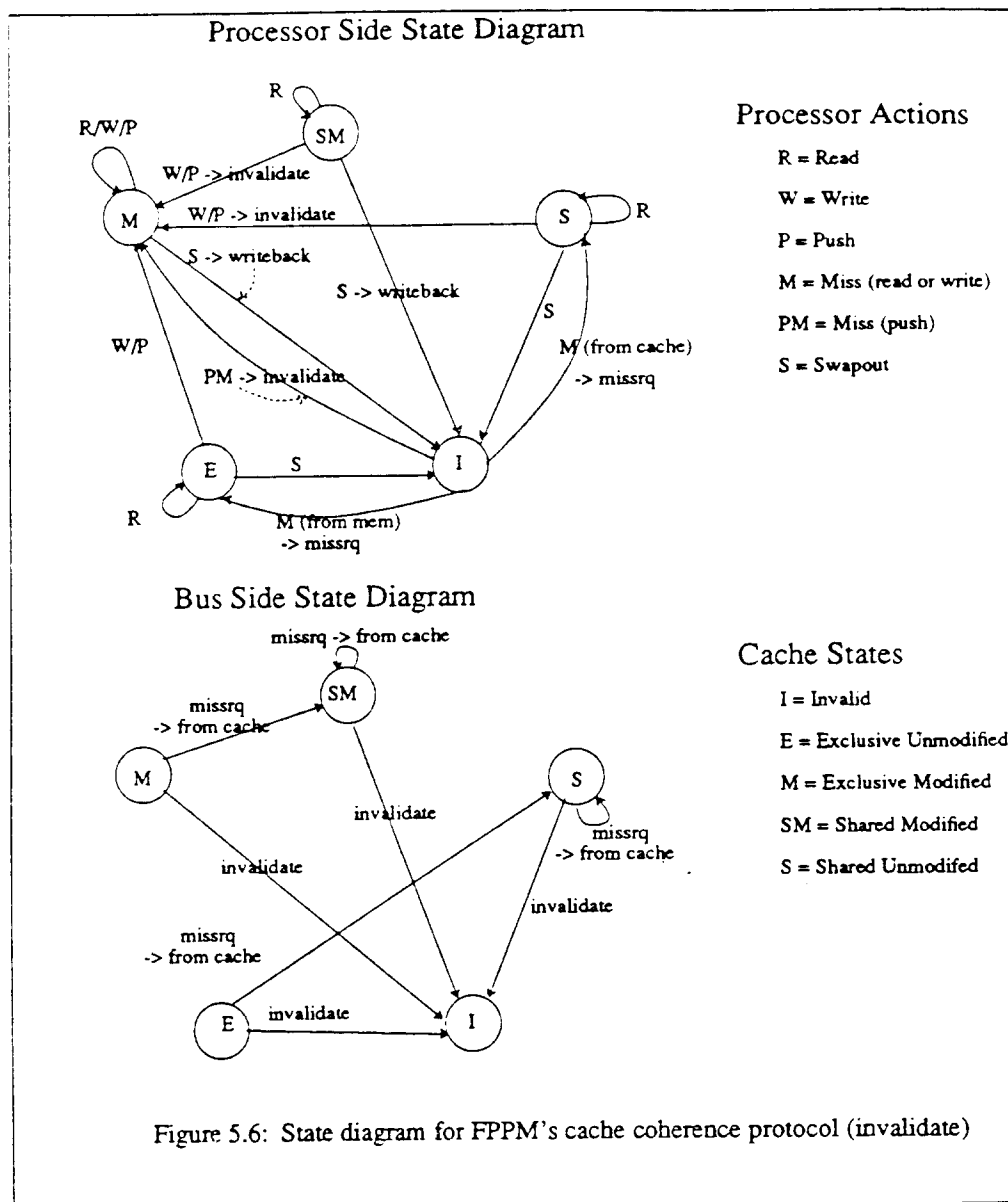 Processor Side State Diagram
R
SM
R/W/P
W/P -> invalidate
M
W/P -> invalidate
S
R
S -> writeback
S -> writeback
S
W/P
M (from cache)
-> missrq
PM -> invalidate
E
S
I
R
M (from mem)
-> missrq
Processor Actions
R = Read
W = Write
P = Push
M = Miss (read or write)
PM = Miss (push)
S = Swapout
Bus Side State Diagram
missrq -> from cache
SM
missrq
-> from cache
M
S
invalidate
missrq
-> from cache
invalidate
invalidate
missrq
-> from cache
E
invalidate
I
Cache States
I = Invalid
E = Exclusive Unmodified
M = Exclusive Modified
SM = Shared Modified
S = Shared Unmodifed
Figure 5.6: State diagram for FPPM's cache coherence protocol (invalidate)